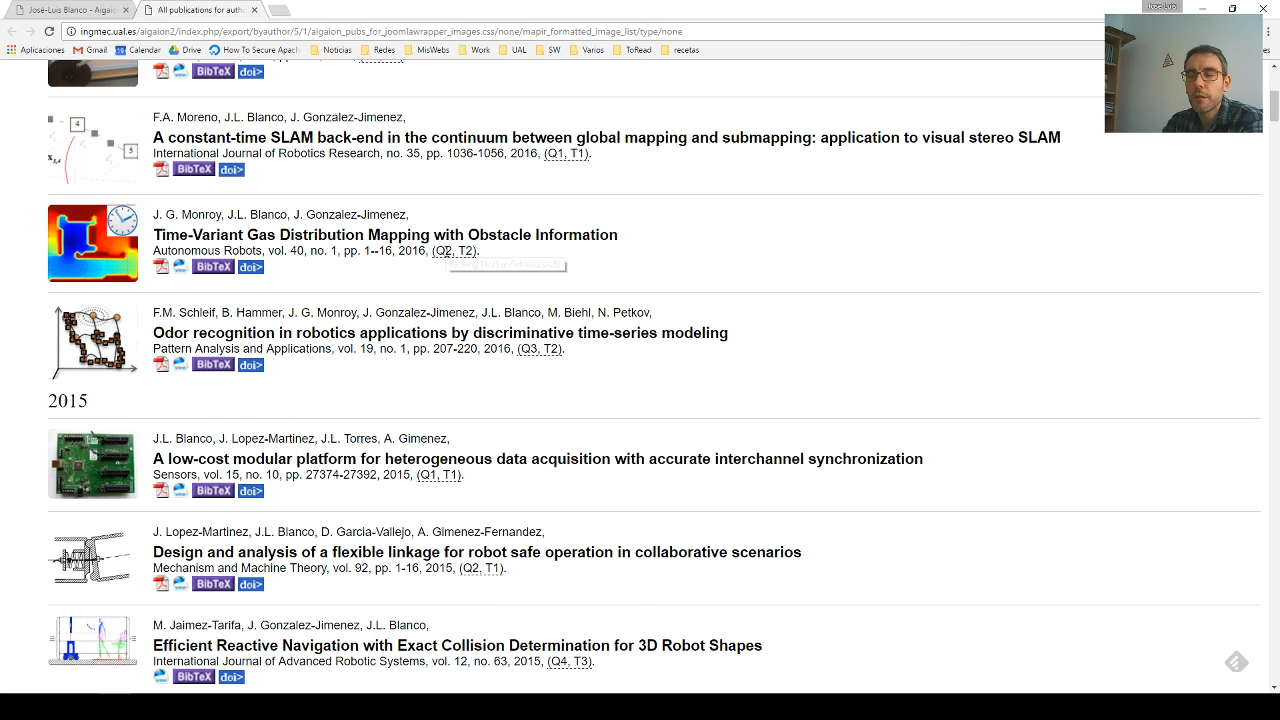 José-Luis Blanco - Aigaio
All publications for autho
Jose Luis
ingmec.ual.es/aigaion2/index.php/export/byauthor/5/1/aigaion_pubs_for_joomlawrapper_images.css/none/mapir_formatted_image_list/type/none
Aplicaciones Gmail Calendar Drive How To Secure Apach Noticias Redes MisWebs Work UAL SW Varios ToRead recetas
BibTeX doi>
F.A. Moreno, J.L. Blanco, J. Gonzalez-Jimenez,
A constant-time SLAM back-end in the continuum between global mapping and submapping: application to visual stereo SLAM
International Journal of Robotics Research, no. 35, pp. 1036-1056, 2016, (Q1, T1).
BibTeX doi>
4
5
J. G. Monroy, J.L. Blanco, J. Gonzalez-Jimenez,
Time-Variant Gas Distribution Mapping with Obstacle Information
Autonomous Robots, vol. 40, no. 1, pp. 1--16, 2016, (Q2, T2).
BibTeX doi>
F.M. Schleif, B. Hammer, J. G. Monroy, J. Gonzalez-Jimenez, J.L. Blanco, M. Biehl, N. Petkov,
Odor recognition in robotics applications by discriminative time-series modeling
Pattern Analysis and Applications, vol. 19, no. 1, pp. 207-220, 2016, (Q3, T2).
BibTeX doi>
2015
J.L. Blanco, J. Lopez-Martinez, J.L. Torres, A. Gimenez,
A low-cost modular platform for heterogeneous data acquisition with accurate interchannel synchronization
Sensors, vol. 15, no. 10, pp. 27374-27392, 2015, (Q1, T1).
BibTeX doi>
J. Lopez-Martinez, J.L. Blanco, D. Garcia-Vallejo, A. Gimenez-Fernandez,
Design and analysis of a flexible linkage for robot safe operation in collaborative scenarios
Mechanism and Machine Theory, vol. 92, pp. 1-16, 2015, (Q2, T1).
BibTeX doi>
M. Jaimez-Tarifa, J. Gonzalez-Jimenez, J.L. Blanco,
Efficient Reactive Navigation with Exact Collision Determination for 3D Robot Shapes
International Journal of Advanced Robotic Systems, vol. 12, no. 63, 2015, (Q4, T3).
BibTeX doi>